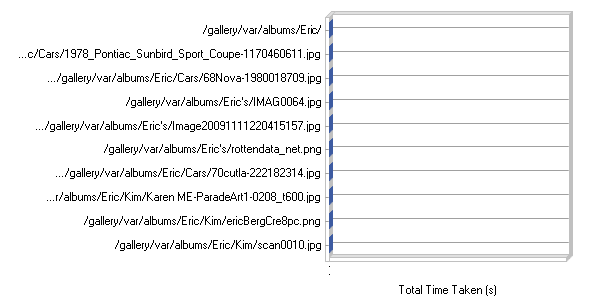 /gallery/var/albums/Eric/
...c/Cars/1978_Pontiac_Sunbird_Sport_Coupe-1170460611.jpg
.../gallery/var/albums/Eric/Cars/68Nova-1980018709.jpg
/gallery/var/albums/Eric's/IMAG0064.jpg
.../gallery/var/albums/Eric's/Image20091111220415157.jpg
/gallery/var/albums/Eric's/rottendata_net.png
.../gallery/var/albums/Eric/Cars/70cutla-222182314.jpg
...r/albums/Eric/Kim/Karen ME-ParadeArt1-0208_t600.jpg
/gallery/var/albums/Eric/Kim/ericBergCre8pc.png
/gallery/var/albums/Eric/Kim/scan0010.jpg
Total Time Taken (s)